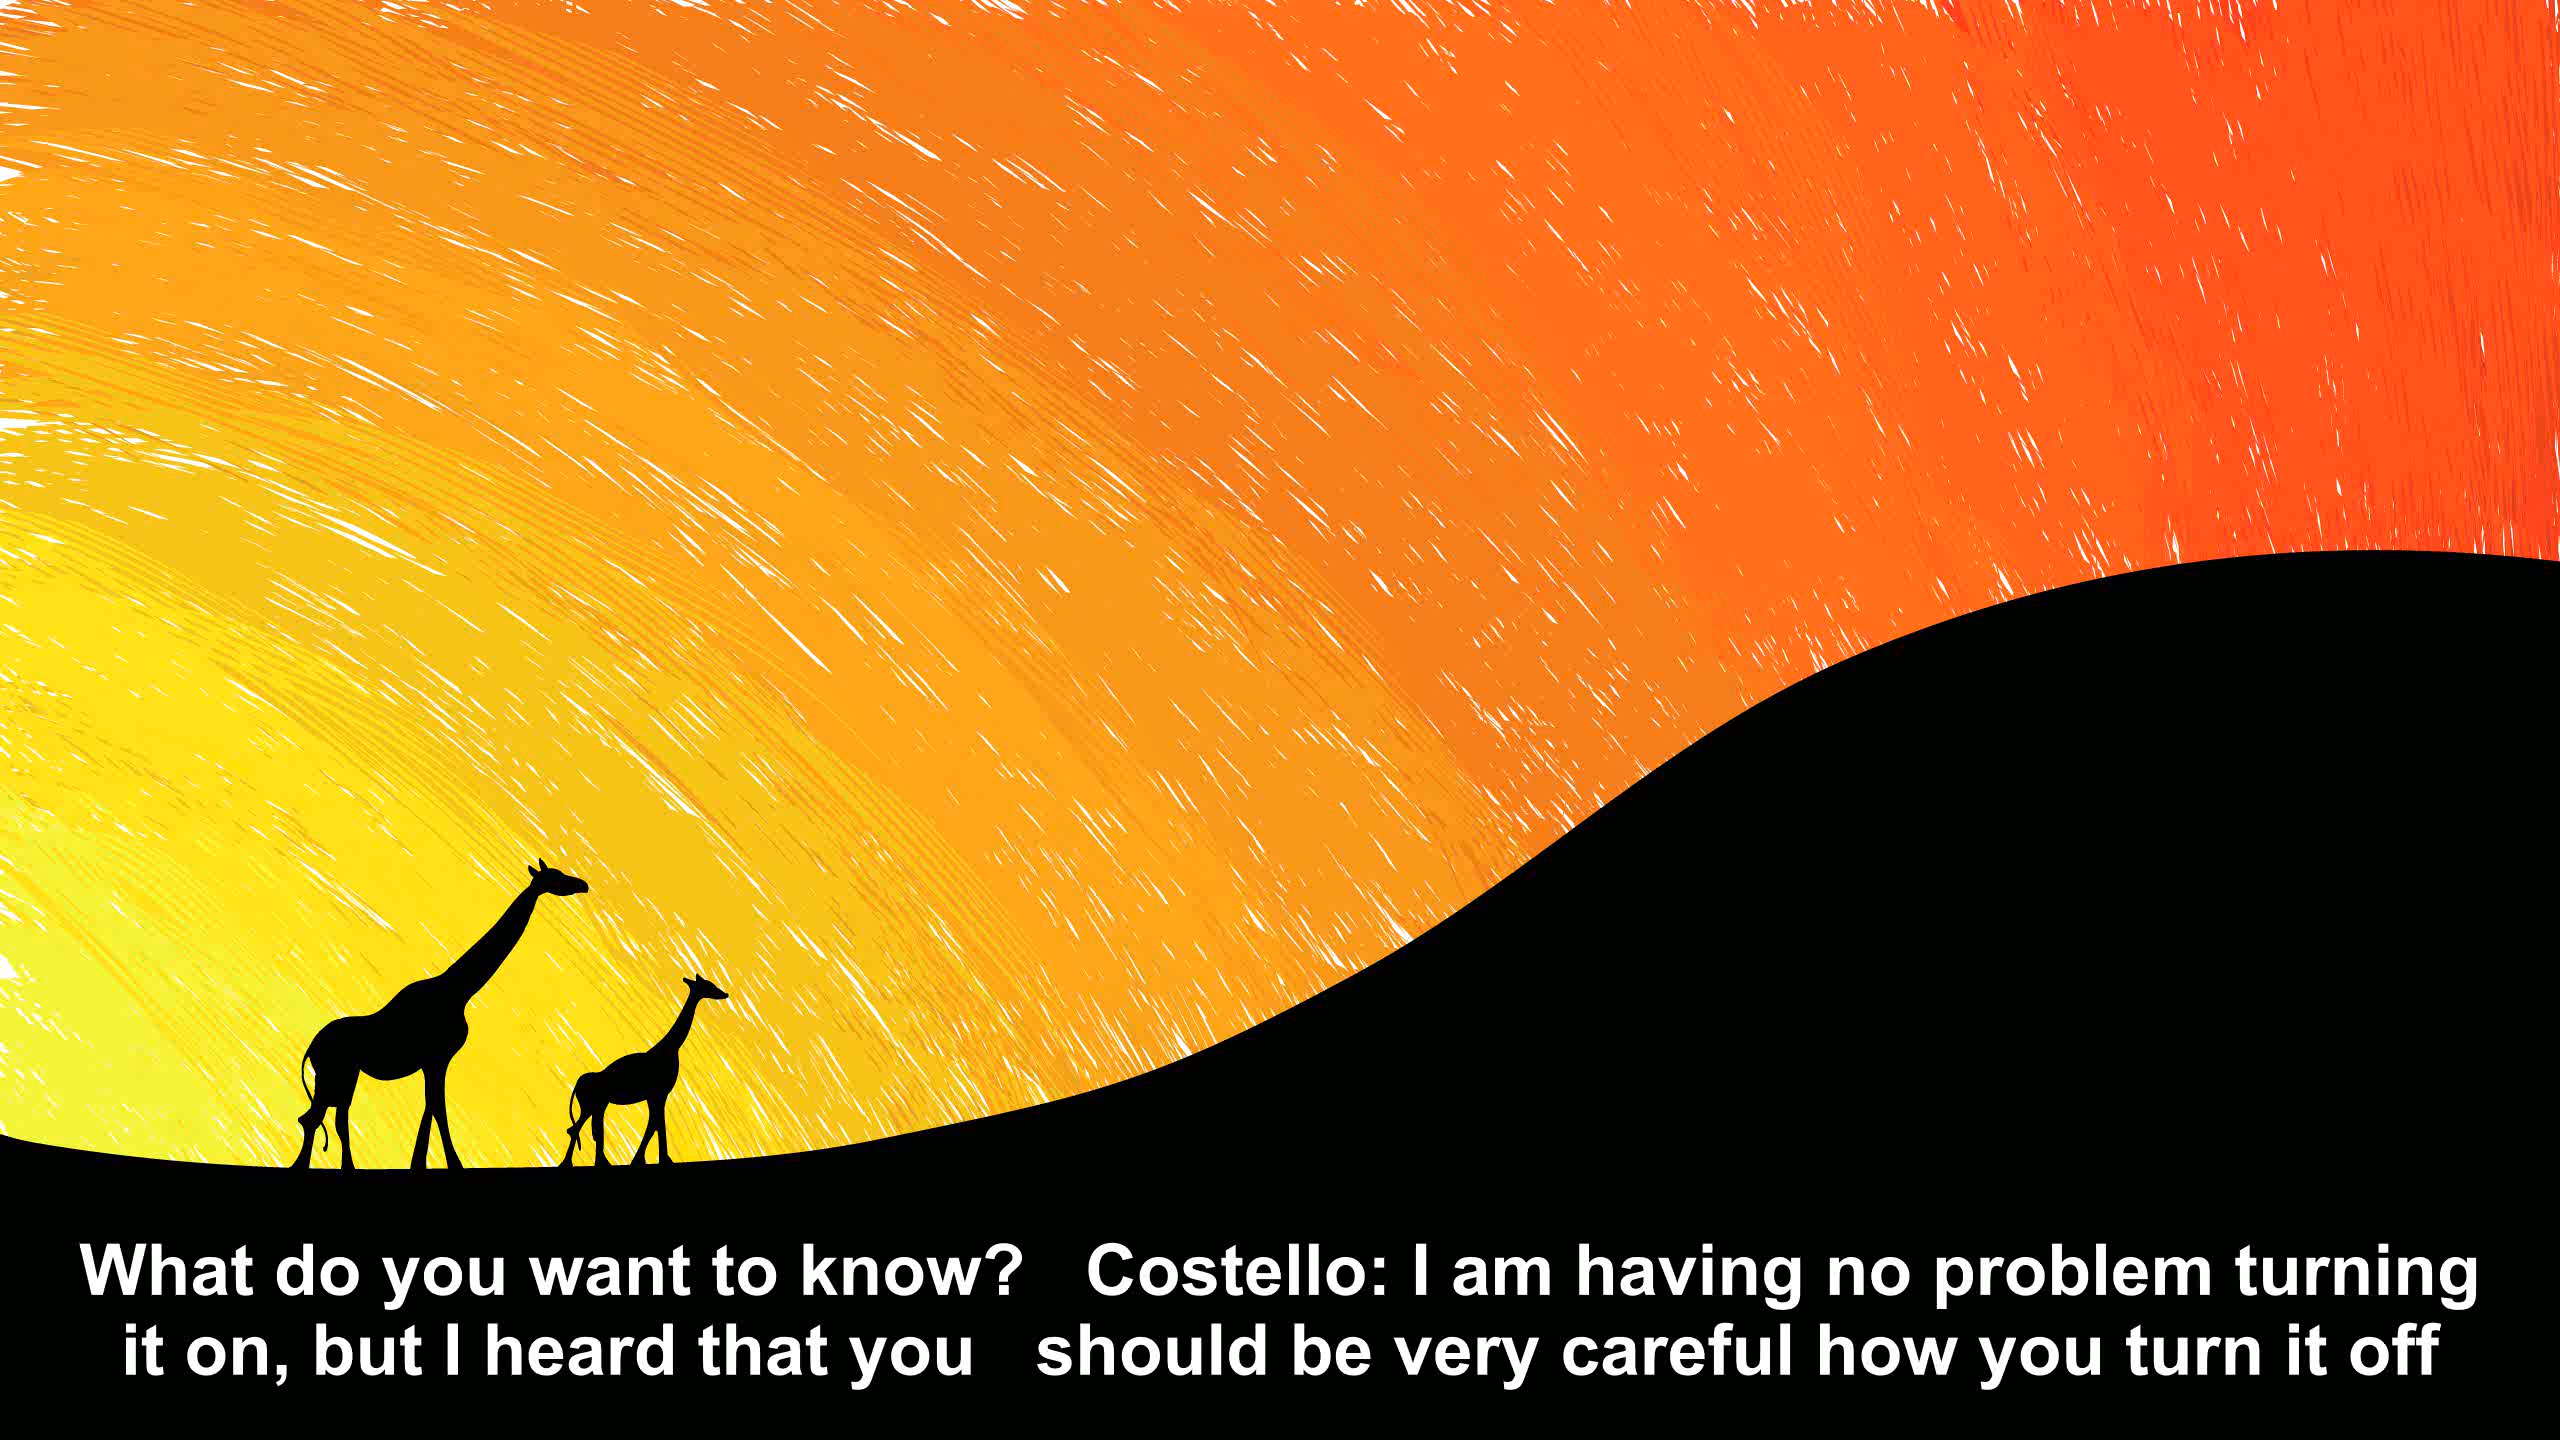 What do you want to know?   Costello: I am having no problem turning
it on, but I heard that you   should be very careful how you turn it off